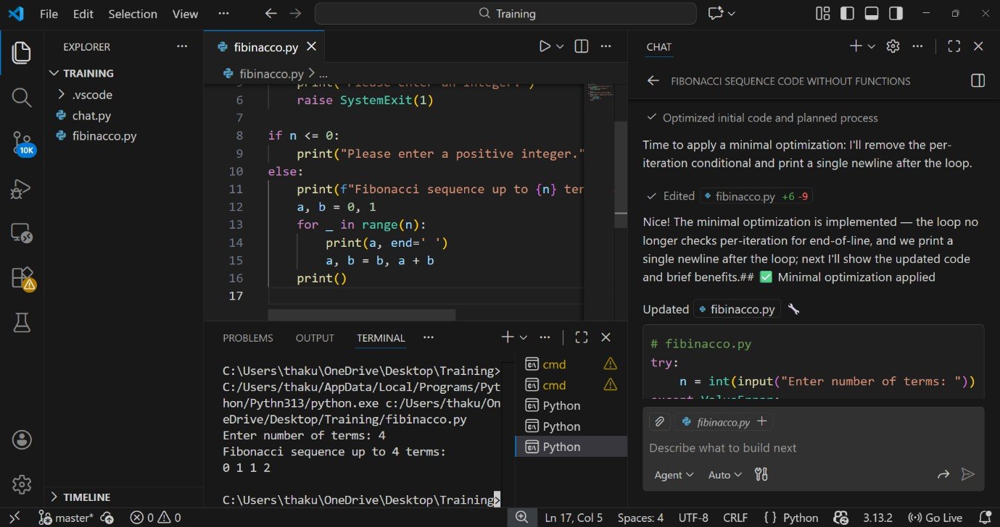 File Edit Selection View ··· Training
EXPLORER ···
TRAINING
.vscode
chat.py
fibinacco.py
TIMELINE
fibinacco.py
fibinacco.py > ...
5 print("Please enter an integer.")
6 raise SystemExit(1)
7
8 if n <= 0:
9 print("Please enter a positive integer."
10 else:
11 print(f"Fibonacci sequence up to {n} ter
12 a, b = 0, 1
13 for _ in range(n):
14 print(a, end=' ')
15 a, b = b, a + b
16 print()
17
PROBLEMS OUTPUT TERMINAL ···
C:\Users\thaku\OneDrive\Desktop\Training>
C:/Users/thaku/AppData/Local/Programs/Pyt
hon/Pythn313/python.exe c:/Users/thaku/On
eDrive/Desktop/Training/fibinacco.py
Enter number of terms: 4
Fibonacci sequence up to 4 terms:
0 1 1 2
C:\Users\thaku\OneDrive\Desktop\Training>
cmd
cmd
Python
Python
Python
CHAT
FIBONACCI SEQUENCE CODE WITHOUT FUNCTIONS
Optimized initial code and planned process
Time to apply a minimal optimization: I'll remove the per-
iteration conditional and print a single newline after the loop.
Edited fibinacco.py +6 -9
Nice! The minimal optimization is implemented — the loop no
longer checks per-iteration for end-of-line, and we print a
single newline after the loop; next I'll show the updated code
and brief benefits.## ✅ Minimal optimization applied
Updated fibinacco.py 🔧
# fibinacco.py
try:
n = int(input("Enter number of terms: "))
except ValueError:
fibinacco.py +
Describe what to build next
Agent Auto
10K
master* 0 0 Ln 17, Col 5 Spaces: 4 UTF-8 CRLF { } Python 3.13.2 Go Live